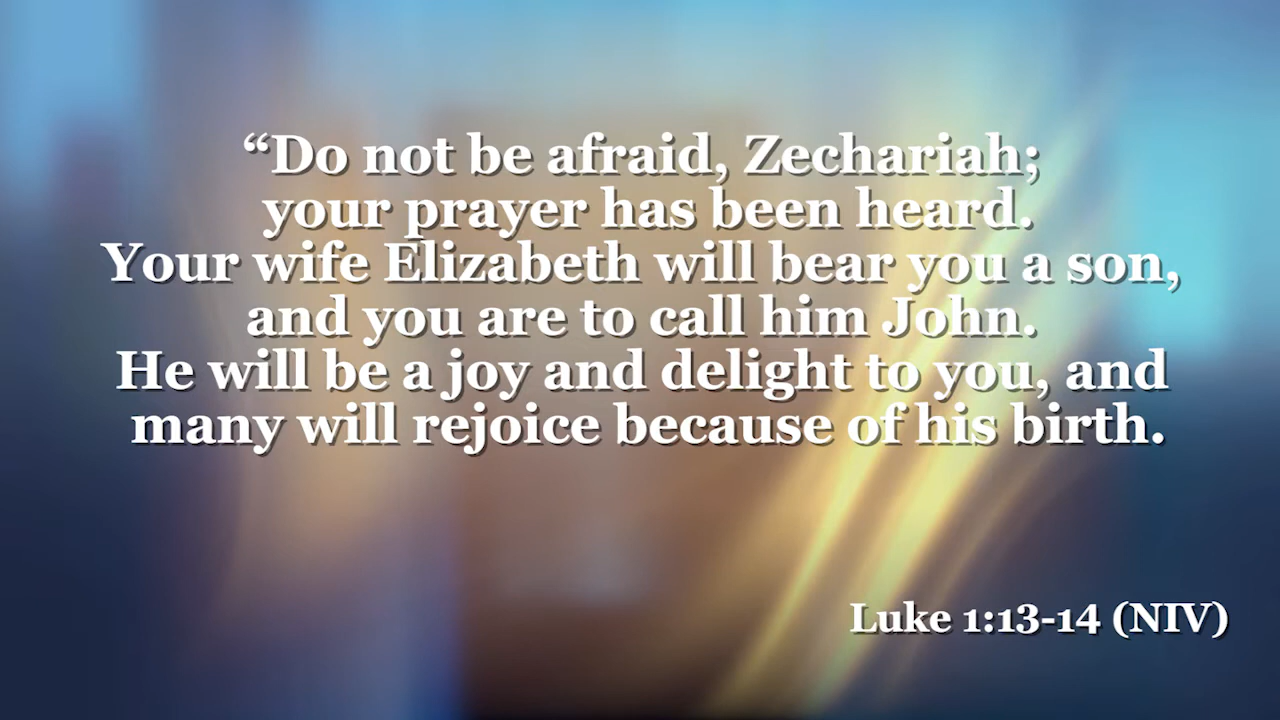 “Do not be afraid, Zechariah;
your prayer has been heard.
Your wife Elizabeth will bear you a son,
and you are to call him John.
He will be a joy and delight to you, and
many will rejoice because of his birth.
Luke 1:13-14 (NIV)